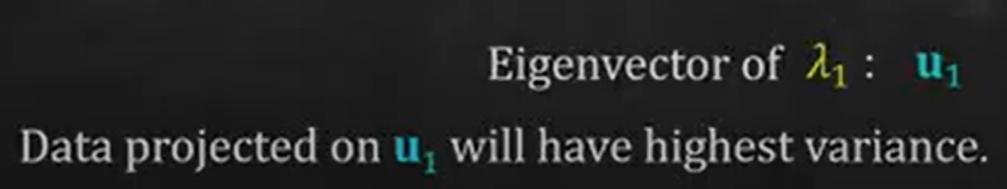 Eigenvector of λ₁ : u₁
Data projected on u₁ will have highest variance.